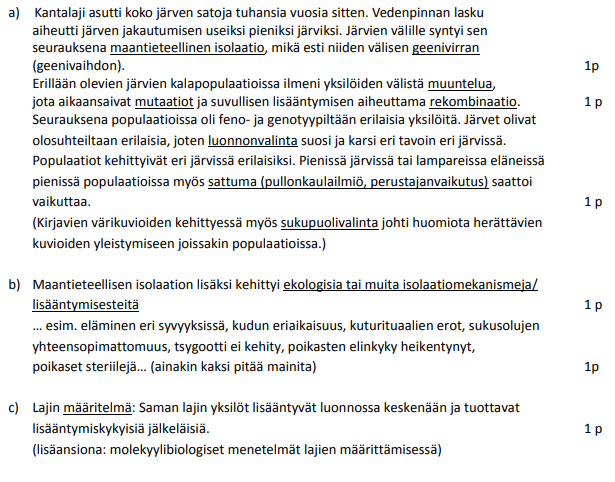 a) Kantalaji asutti koko järven satoja tuhansia vuosia sitten. Vedenpinnan lasku
aiheutti järven jakautumisen useiksi pieniksi järviksi. Järvien välille syntyi sen
seurauksena maantieteellinen isolaatio, mikä esti niiden välisen geenivirran
(geenivaihdon). 1p
Erillään olevien järvien kalapopulaatioissa ilmeni yksilöiden välistä muuntelua,
jota aikaansaivat mutaatiot ja suvullisen lisääntymisen aiheuttama rekombinaatio. 1 p
Seurauksena populaatioissa oli feno- ja genotyypiltään erilaisia yksilöitä. Järvet olivat
olosuhteiltaan erilaisia, joten luonnonvalinta suosi ja karsi eri tavoin eri järvissä.
Populaatiot kehittyivät eri järvissä erilaisiksi. Pienissä järvissä tai lampareissa eläneissä
pienissä populaatioissa myös sattuma (pullonkaulailmiö, perustajanvaikutus) saattoi
vaikuttaa. 1 p
(Kirjavien värikuvioiden kehittyessä myös sukupuolivalinta johti huomiota herättävien
kuvioiden yleistymiseen joissakin populaatioissa.)
b) Maantieteellisen isolaation lisäksi kehittyi ekologisia tai muita isolaatiomekanismeja/
lisääntymisesteitä 1 p
… esim. eläminen eri syvyyksissä, kudun eriaikaisuus, kuturituaalien erot, sukusolujen
yhteensopimattomuus, tsygootti ei kehity, poikasten elinkyky heikentynyt,
poikaset steriilejä… (ainakin kaksi pitää mainita) 1p
c) Lajin määritelmä: Saman lajin yksilöt lisääntyvät luonnossa keskenään ja tuottavat
lisääntymiskykyisiä jälkeläisiä. 1 p
(lisäansiona: molekyylibiologiset menetelmät lajien määrittämisessä)